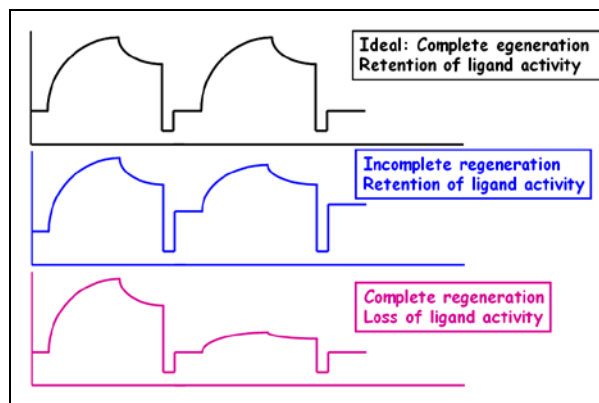 Ideal: Complete egeneration
Retention of ligand activity
Incomplete regeneration
Retention of ligand activity
Complete regeneration
Loss of ligand activity